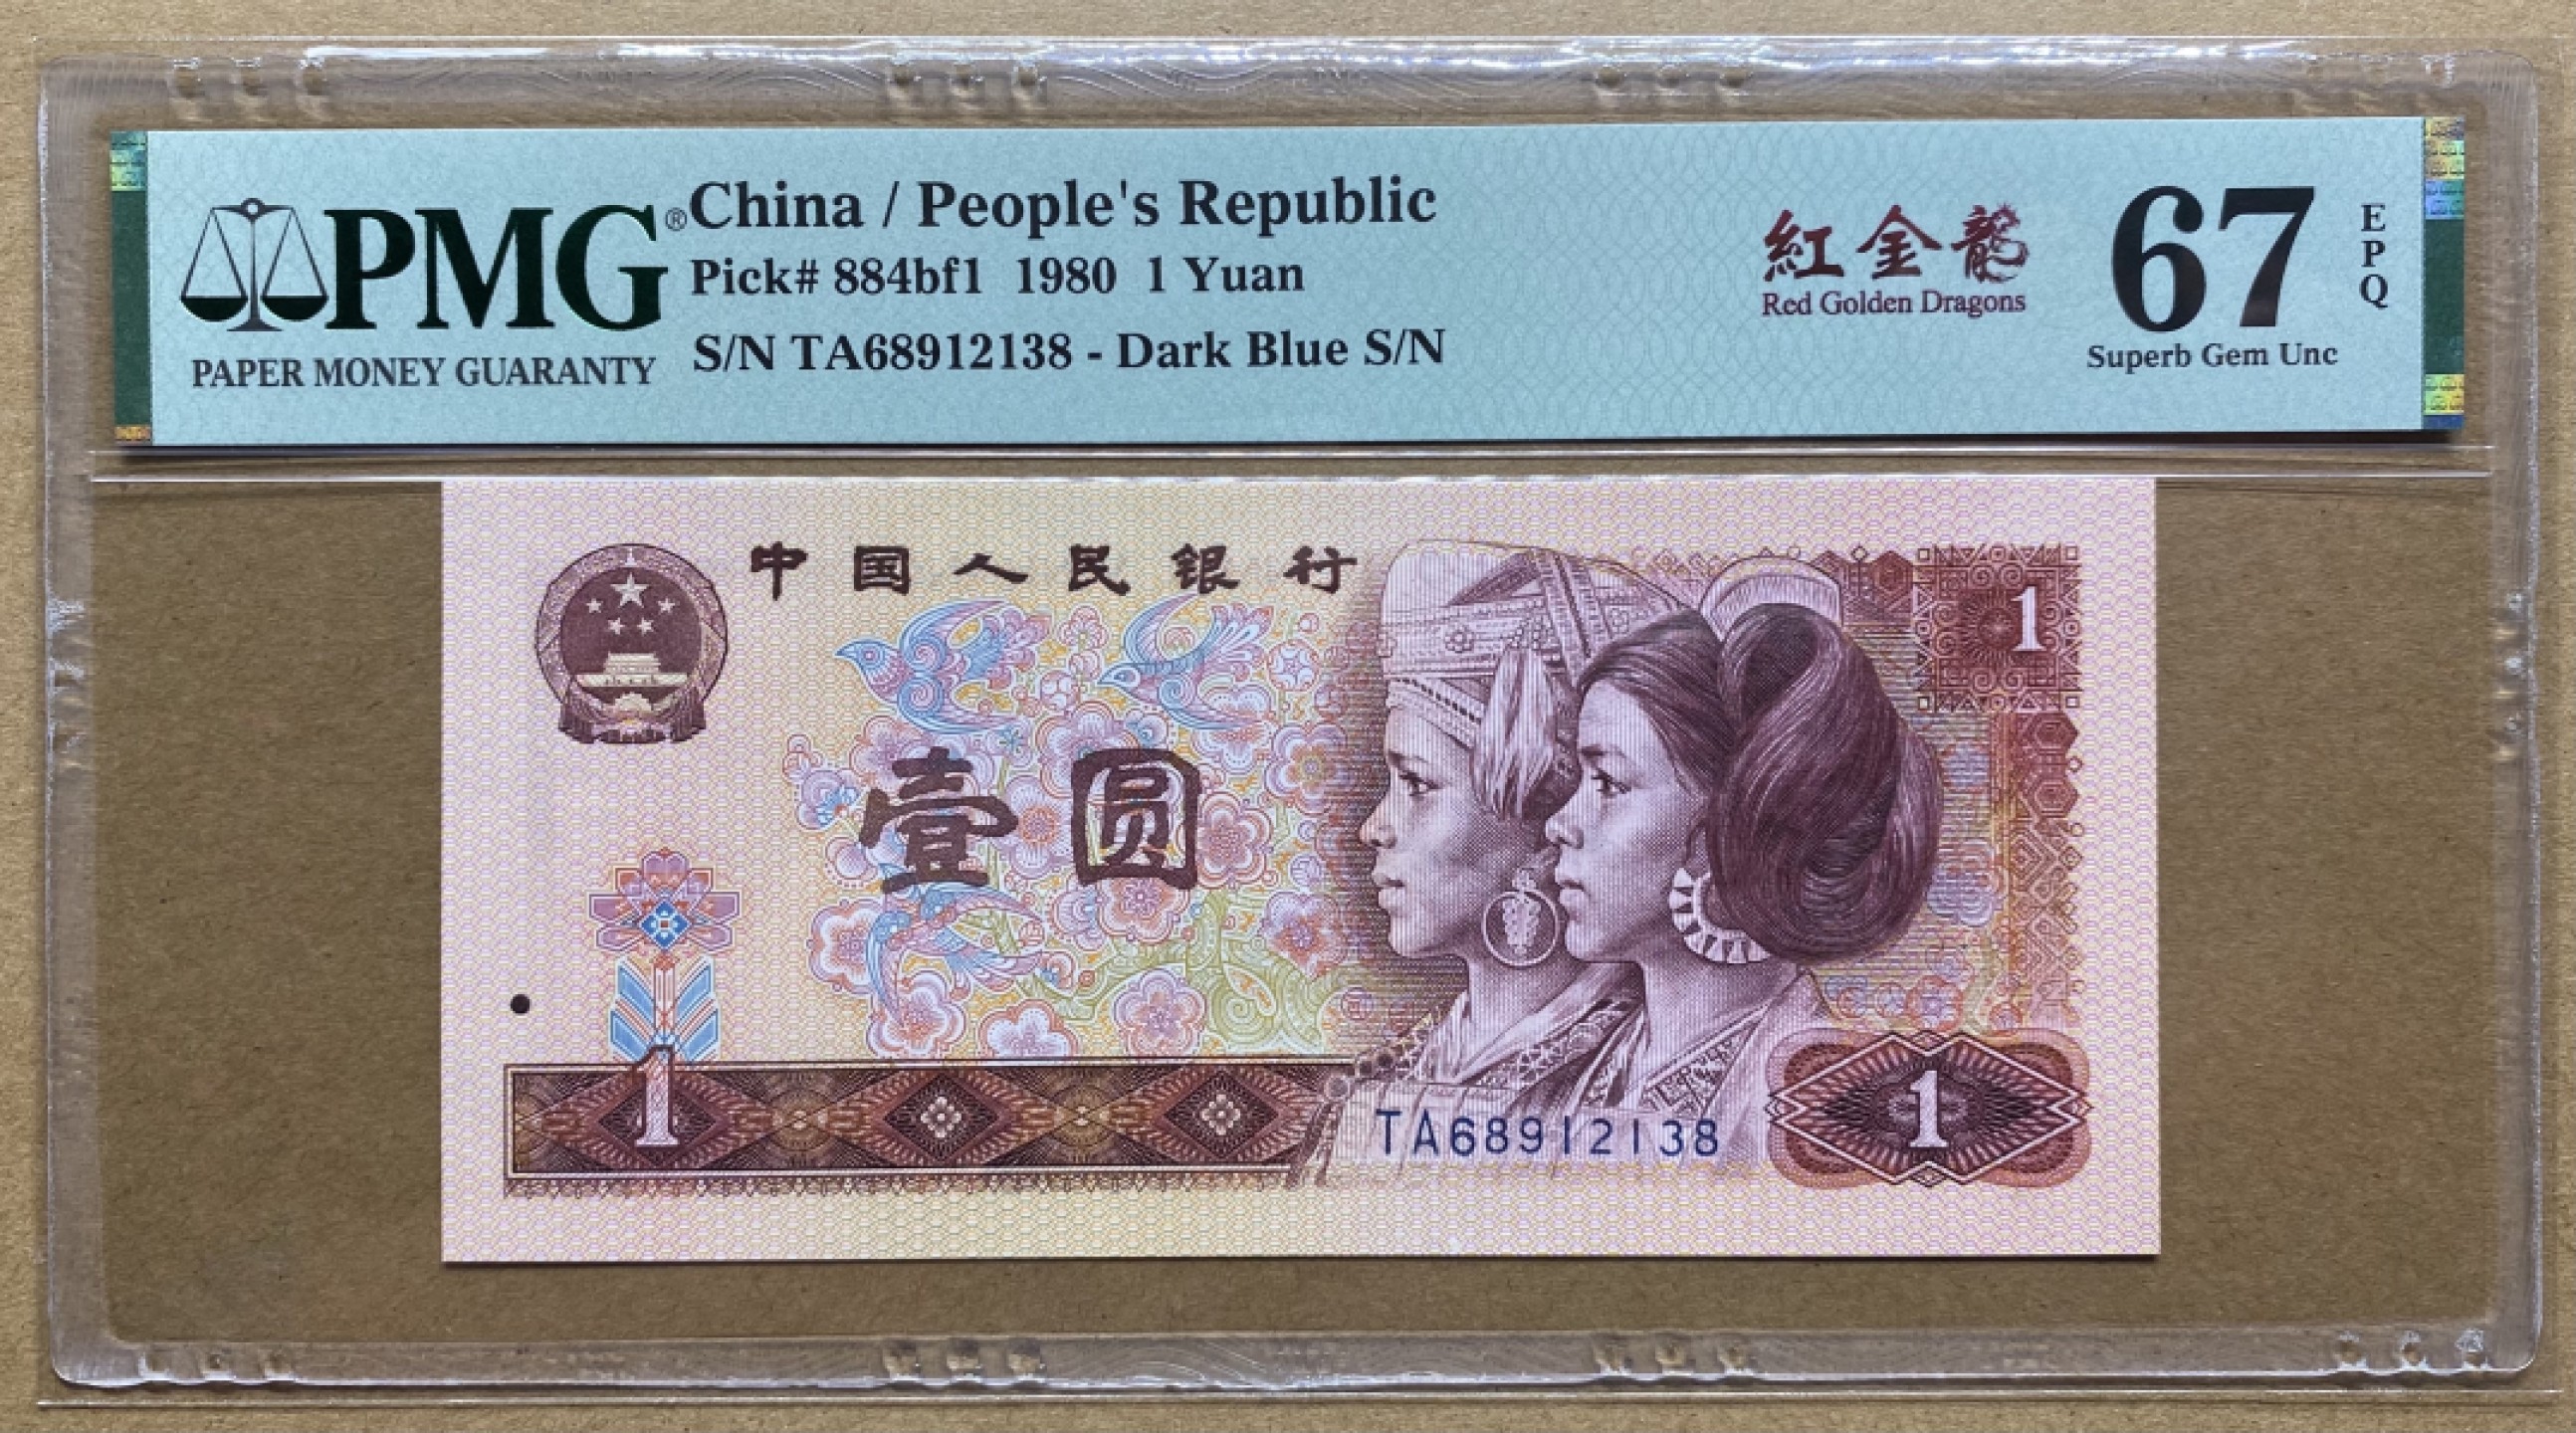 PMG®
PAPER MONEY GUARANTY
China / People's Republic
Pick# 884bf1 1980 1 Yuan
S/N TA68912138 - Dark Blue S/N
紅金龍
Red Golden Dragons
67
EPQ
Superb Gem Unc
中国人民银行
1
壹圆
1
TA68912138
1